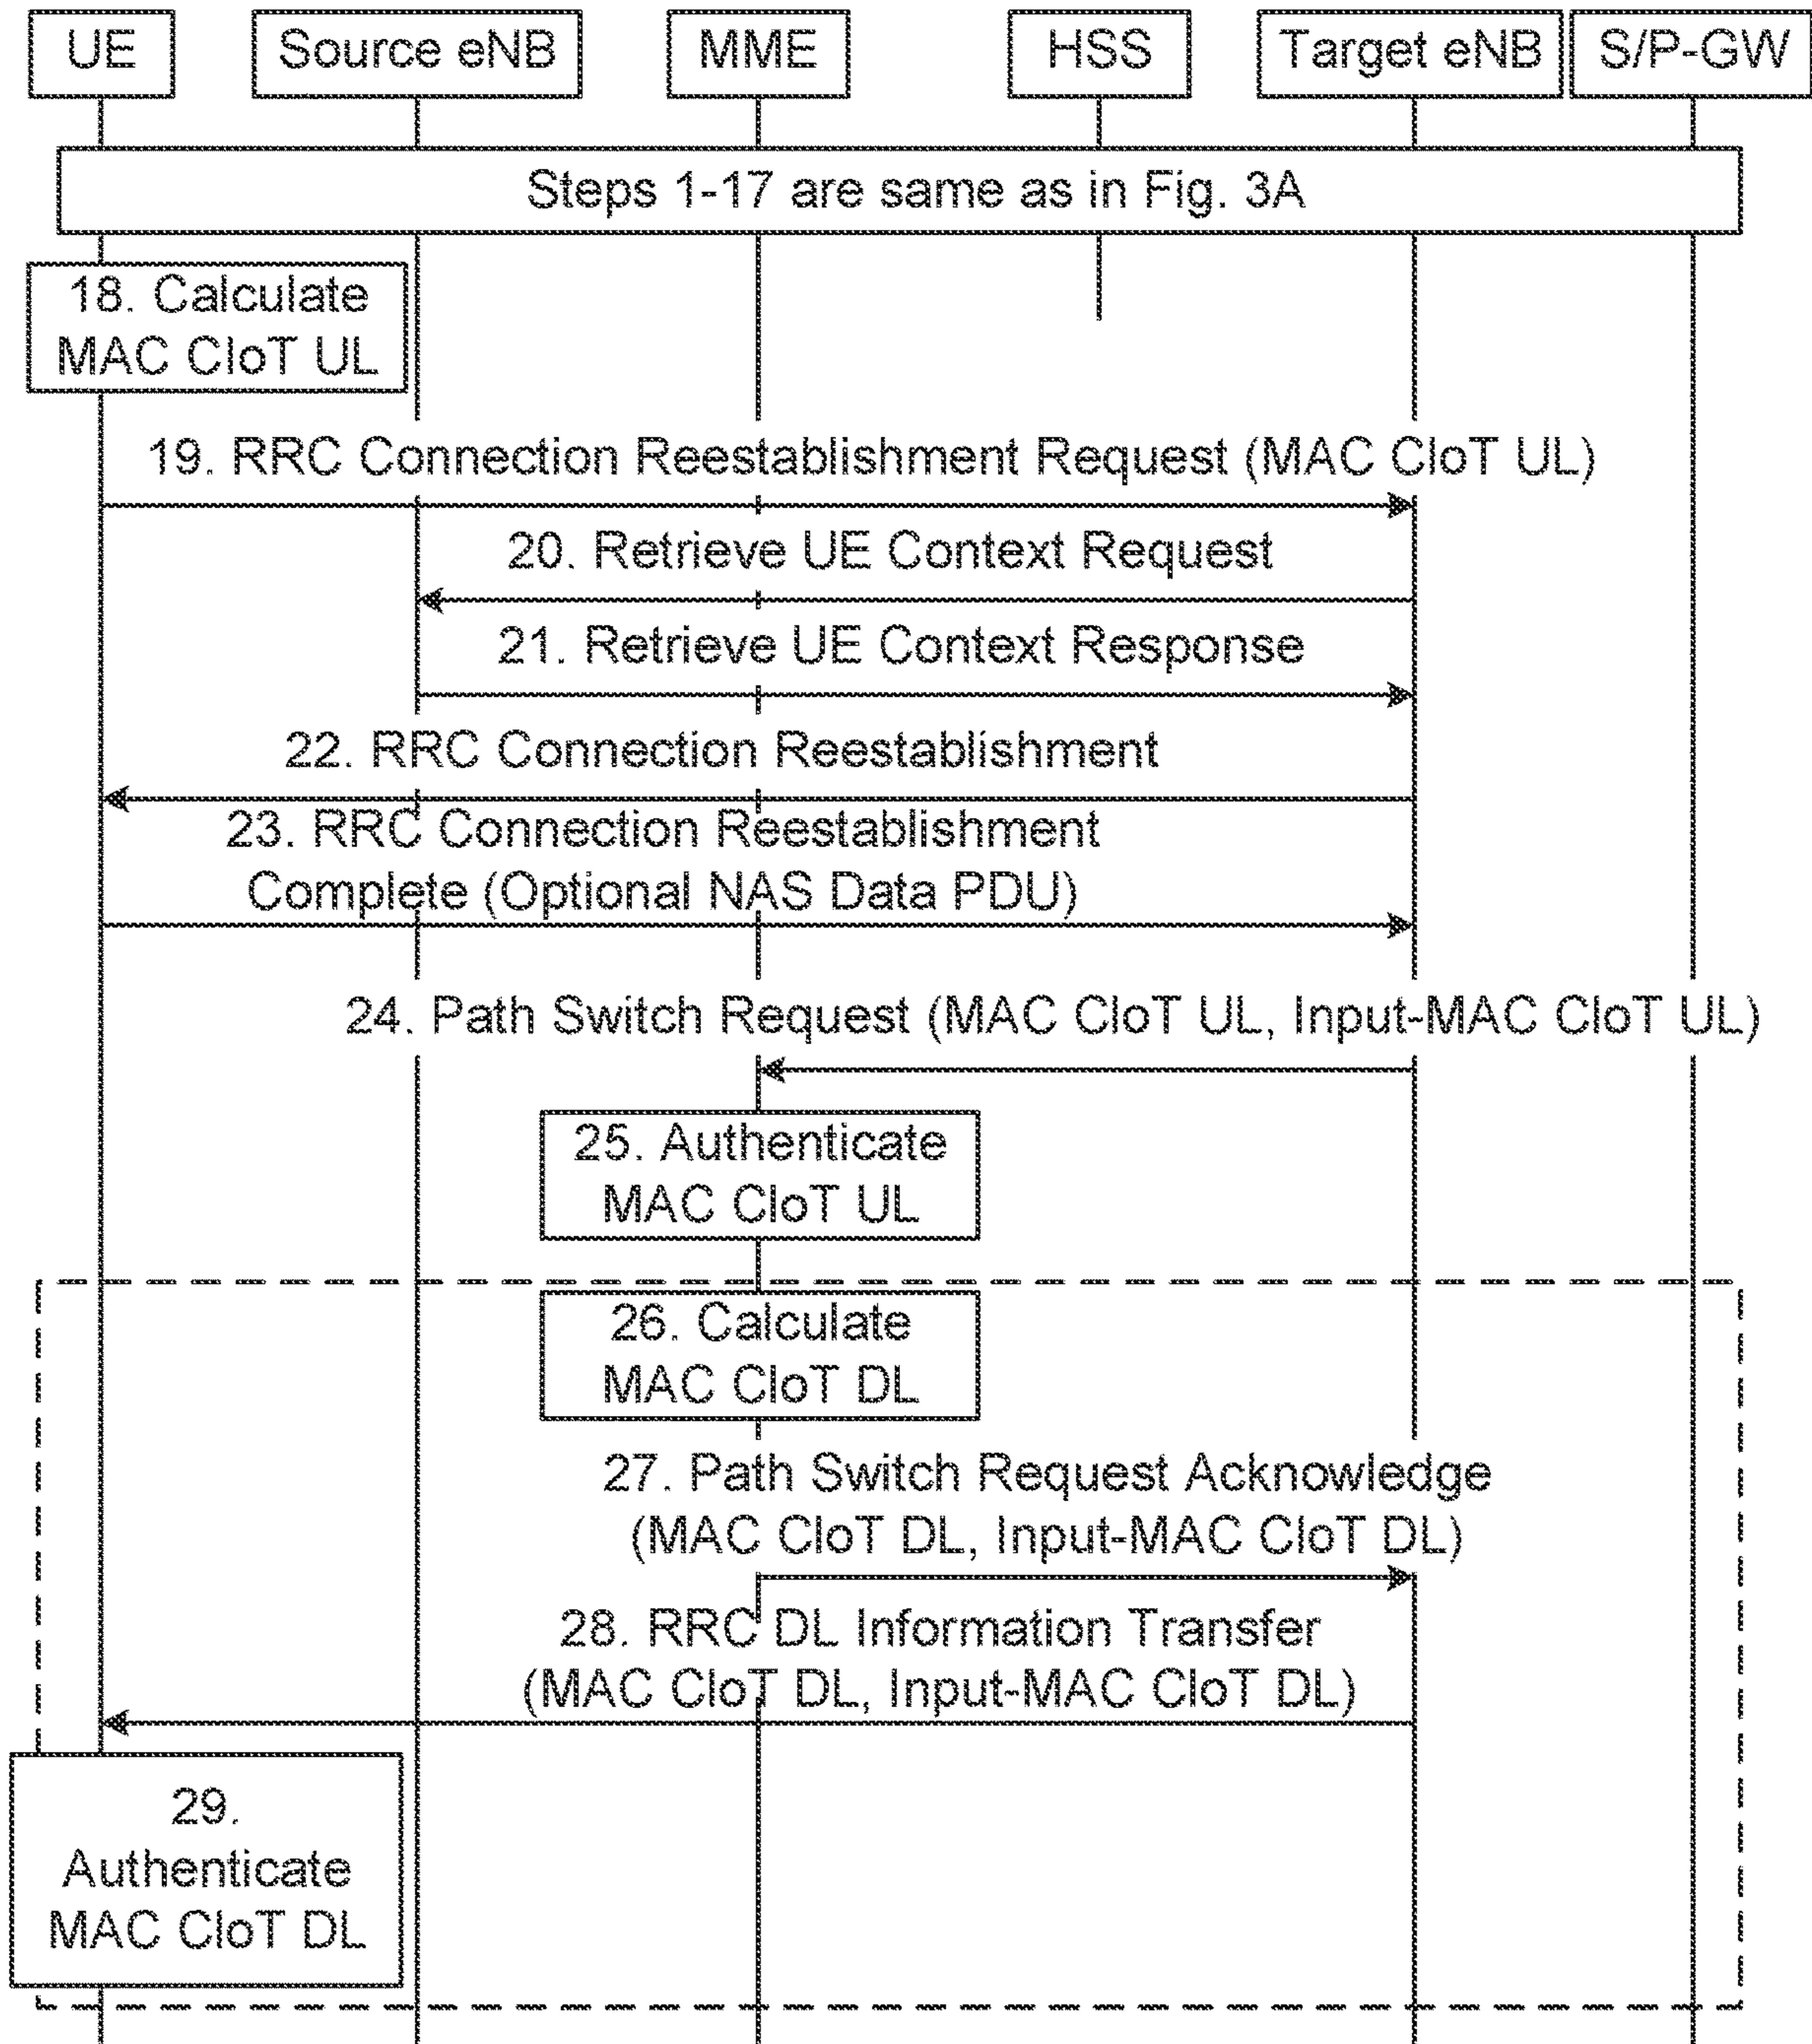 UE
Source eNB
MME
HSS
Target eNB
S/P-GW
Steps 1-17 are same as in Fig. 3A
18. Calculate
MAC CIoT UL
19. RRC Connection Reestablishment Request (MAC CIoT UL)
20. Retrieve UE Context Request
21. Retrieve UE Context Response
22. RRC Connection Reestablishment
23. RRC Connection Reestablishment
Complete (Optional NAS Data PDU)
24. Path Switch Request (MAC CIoT UL, Input-MAC CIoT UL)
25. Authenticate
MAC CIoT UL
26. Calculate
MAC CIoT DL
27. Path Switch Request Acknowledge
(MAC CIoT DL, Input-MAC CIoT DL)
28. RRC DL Information Transfer
(MAC CIoT DL, Input-MAC CIoT DL)
29.
Authenticate
MAC CIoT DL